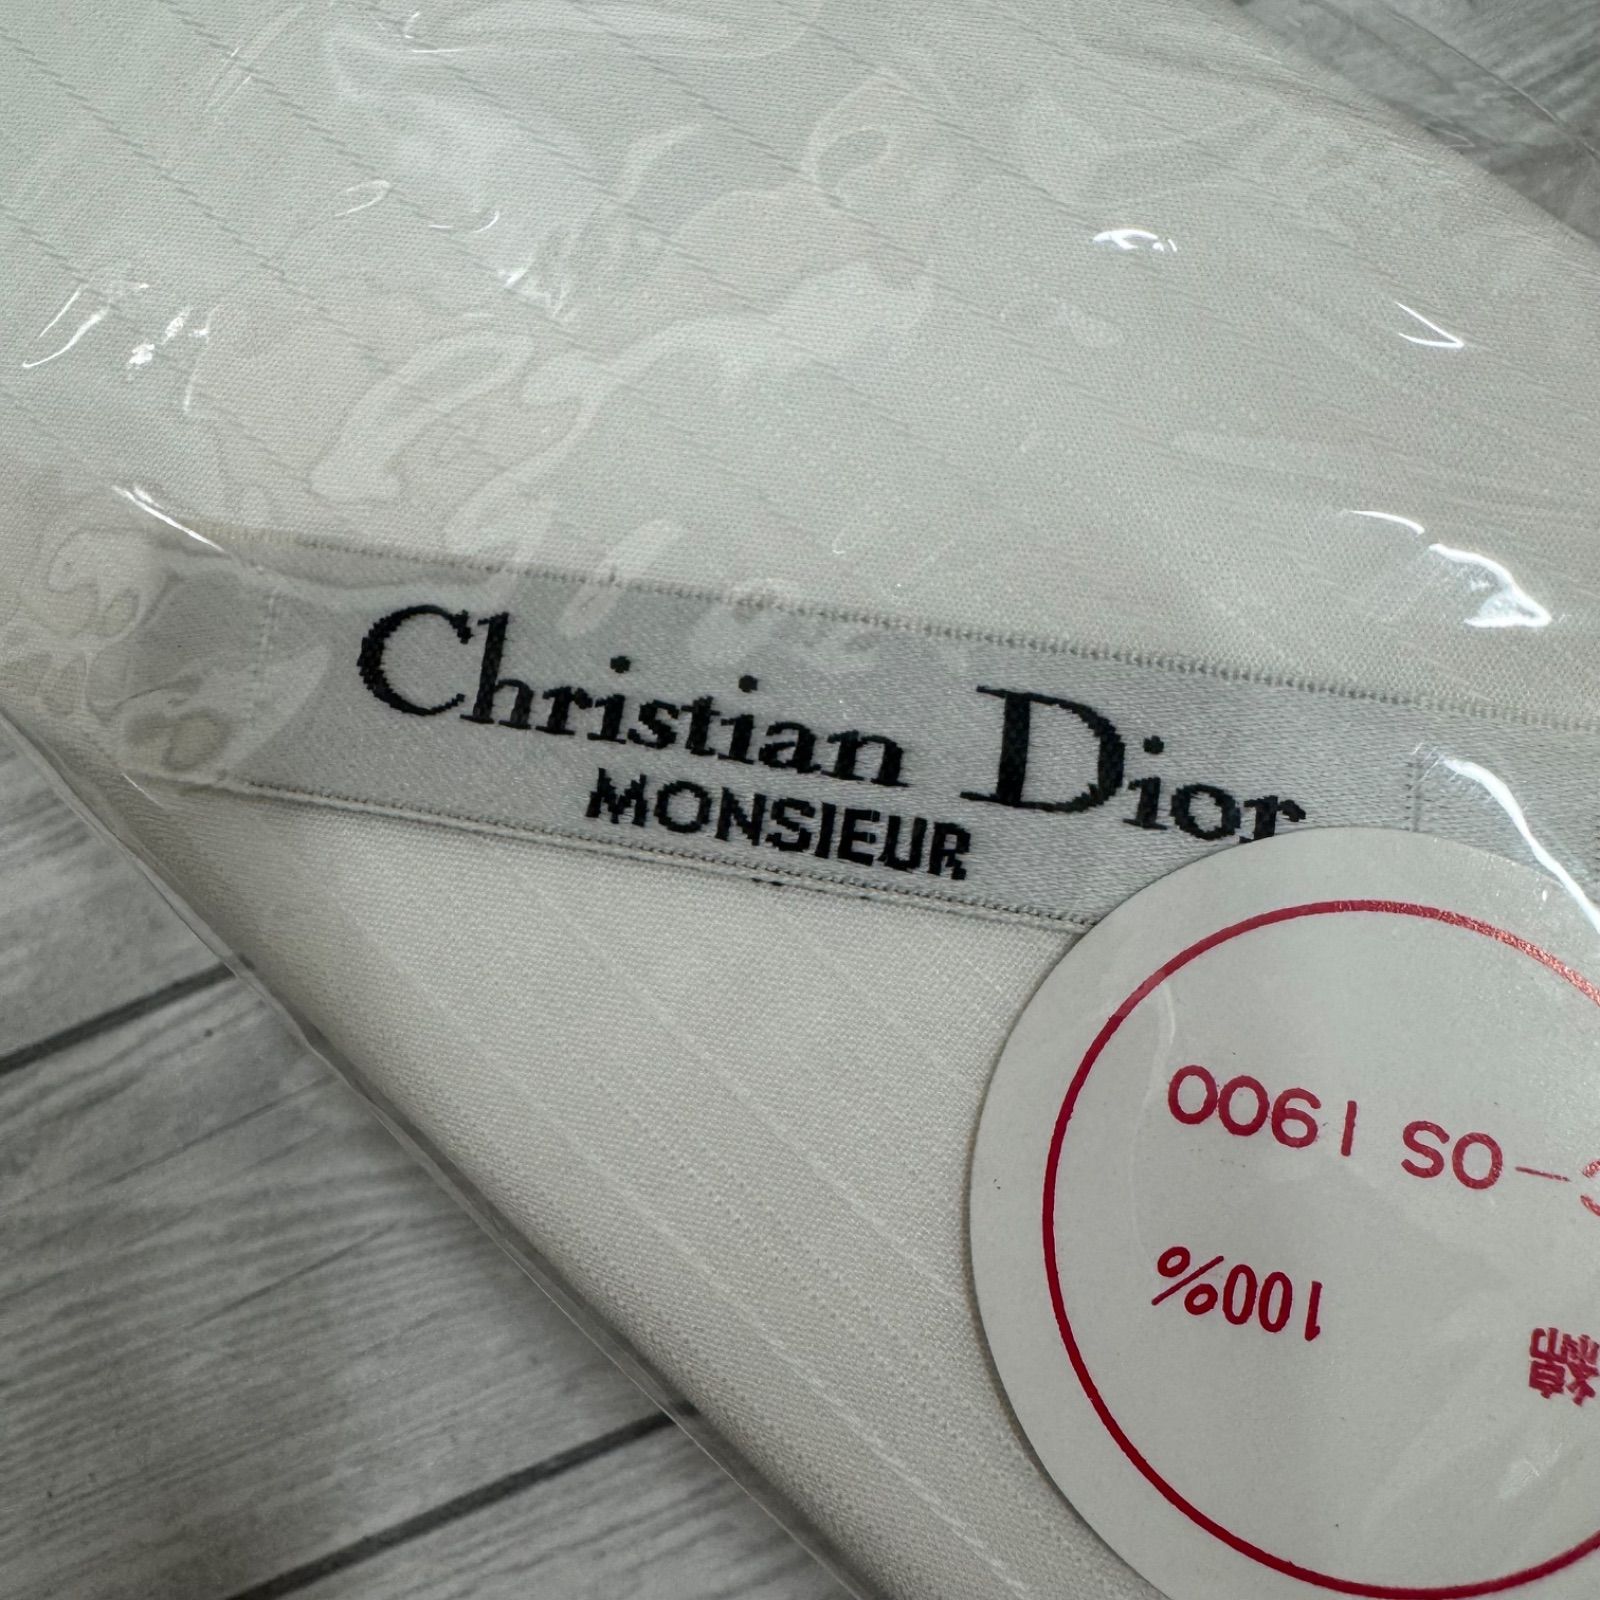 Christian Dior
MONSIEUR
綿 100%
-OS 1900